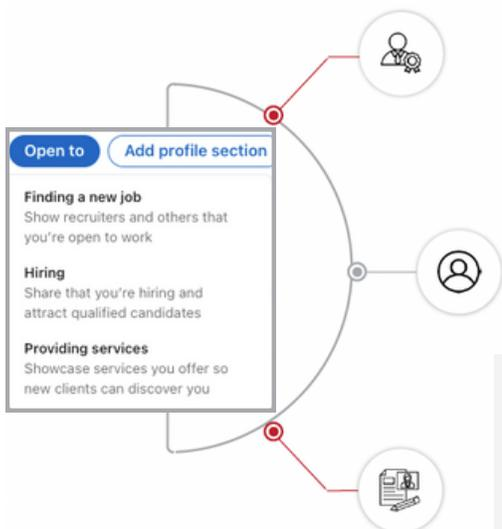 Open to
Add profile section
Finding a new job
Show recruiters and others that
you're open to work
Hiring
Share that you're hiring and
attract qualified candidates
Providing services
Showcase services you offer so
new clients can discover you